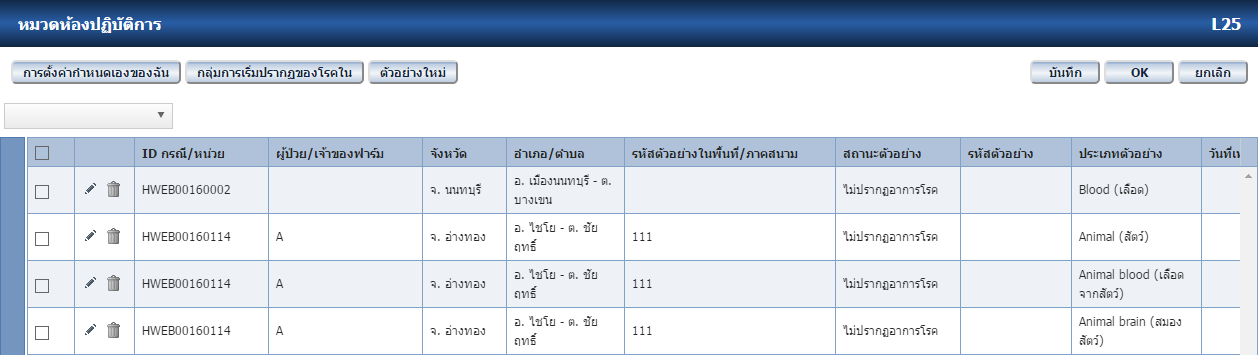 หมวดห้องปฏิบัติการ L25
การตั้งค่ากำหนดเองของฉัน กลุ่มการเริ่มปรากฏของโรคใน ตัวอย่างใหม่ บันทึก OK ยกเลิก
ID กรณี/หน่วย ผู้ป่วย/เจ้าของฟาร์ม จังหวัด อำเภอ/ตำบล รหัสตัวอย่างในพื้นที่/ภาคสนาม สถานะตัวอย่าง รหัสตัวอย่าง ประเภทตัวอย่าง วันที่เ
HWEB00160002 จ. นนทบุรี อ. เมืองนนทบุรี - ต. ไม่ปรากฏอาการโรค Blood (เลือด)
บางเขน
HWEB00160114 A จ. อ่างทอง อ. ไชโย - ต. ชัย 111 ไม่ปรากฏอาการโรค Animal (สัตว์)
ฤทธิ์
HWEB00160114 A จ. อ่างทอง อ. ไชโย - ต. ชัย 111 ไม่ปรากฏอาการโรค Animal blood (เลือด
ฤทธิ์ จากสัตว์)
HWEB00160114 A จ. อ่างทอง อ. ไชโย - ต. ชัย 111 ไม่ปรากฏอาการโรค Animal brain (สมอง
ฤทธิ์ สัตว์)